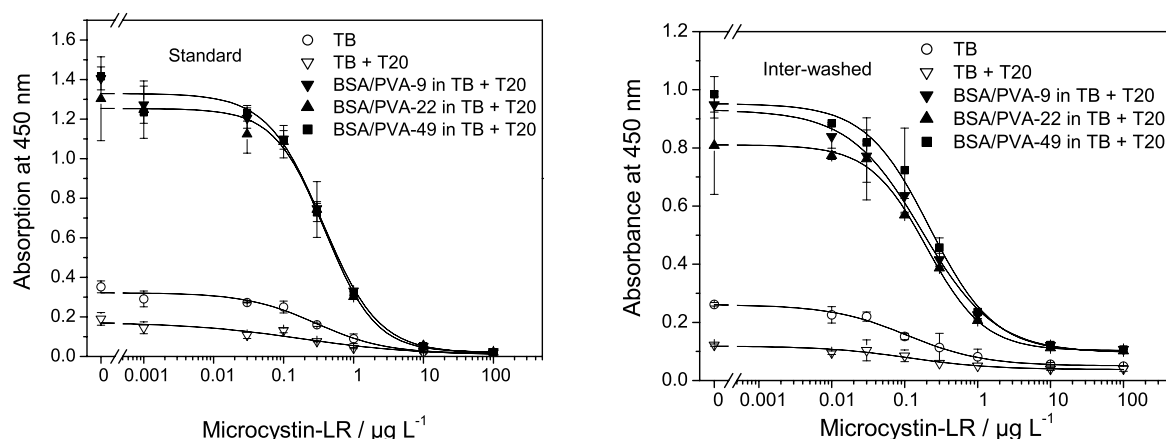 Standard
TB
TB + T20
BSA/PVA-9 in TB + T20
BSA/PVA-22 in TB + T20
BSA/PVA-49 in TB + T20
Absorption at 450 nm
1.6
1.4
1.2
1.0
0.8
0.6
0.4
0.2
0.0
0 0.001 0.01 0.1 1 10 100
Microcystin-LR / µg L⁻¹
Inter-washed
TB
TB + T20
BSA/PVA-9 in TB + T20
BSA/PVA-22 in TB + T20
BSA/PVA-49 in TB + T20
Absorbance at 450 nm
1.2
1.0
0.8
0.6
0.4
0.2
0.0
0 0.001 0.01 0.1 1 10 100
Microcystin-LR / µg L⁻¹